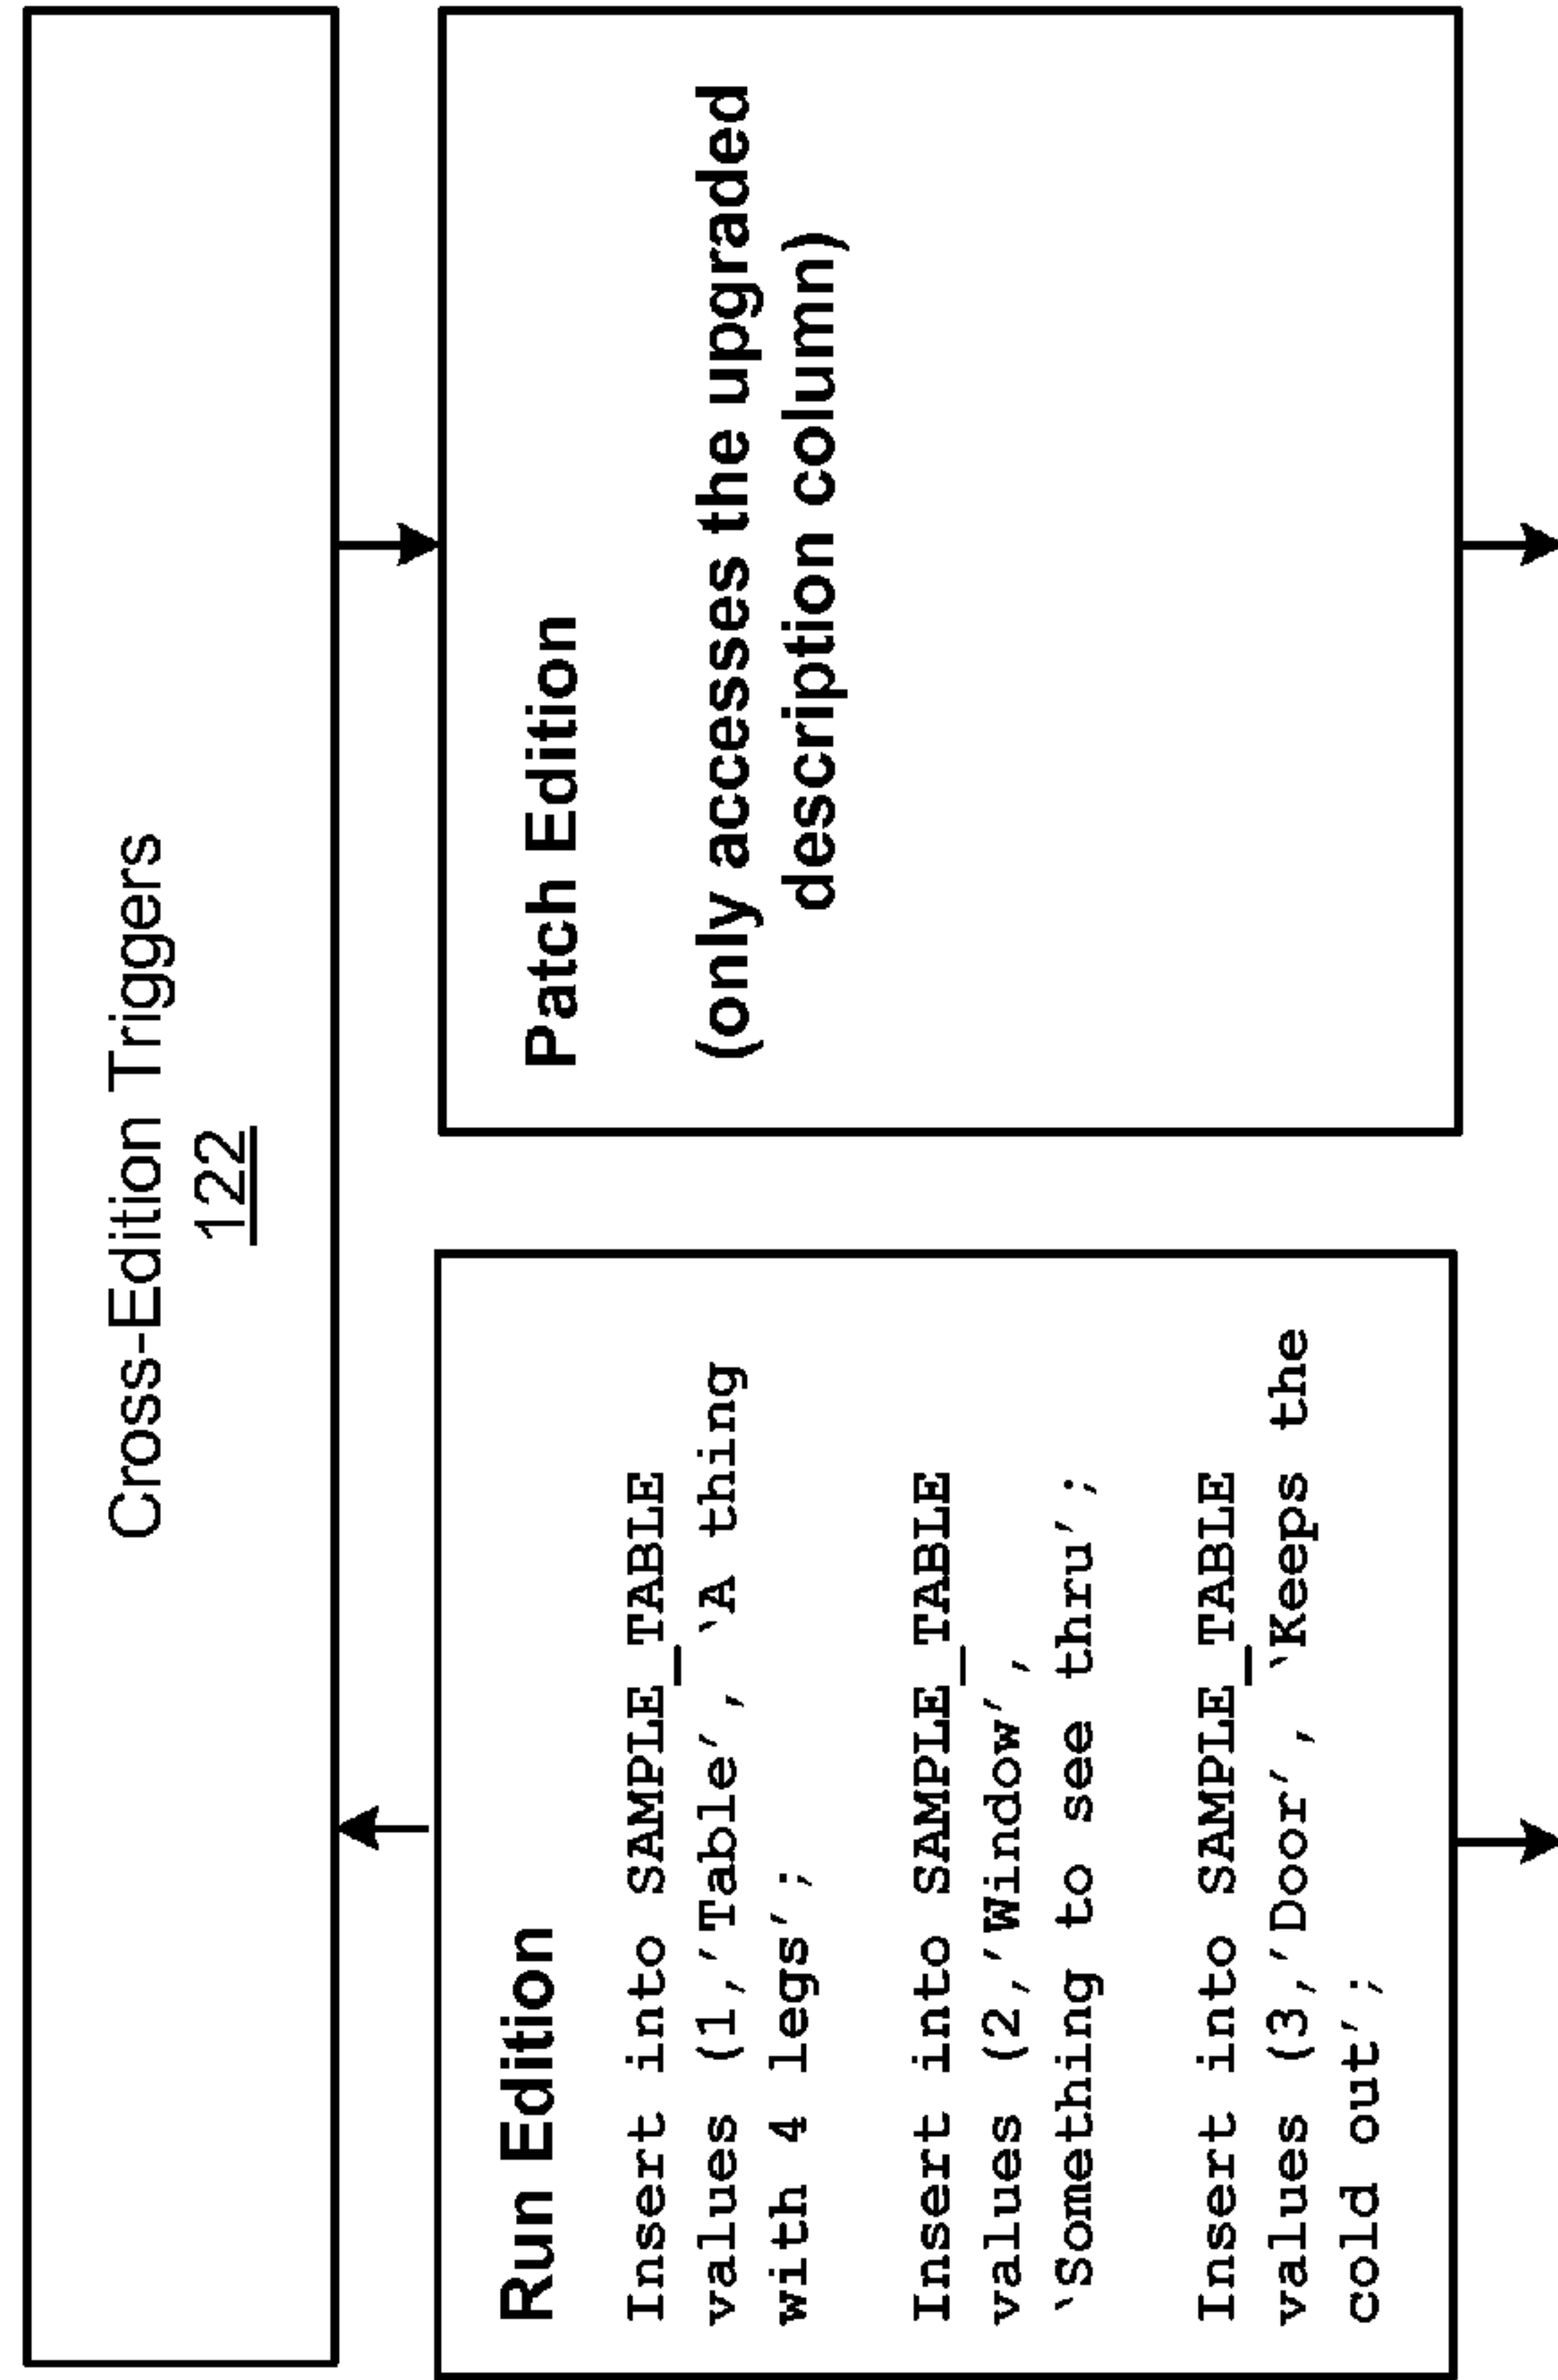 Cross-Edition Triggers
122
Run Edition
Insert into SAMPLE_TABLE
values (1,'Table', `A thing
with 4 legs';
Insert into SAMPLE_TABLE
values (2,'Window',
`Something to see thru';
Insert into SAMPLE_TABLE
values (3,'Door', `Keeps the
cold out';
Patch Edition
(only accesses the upgraded
description column)